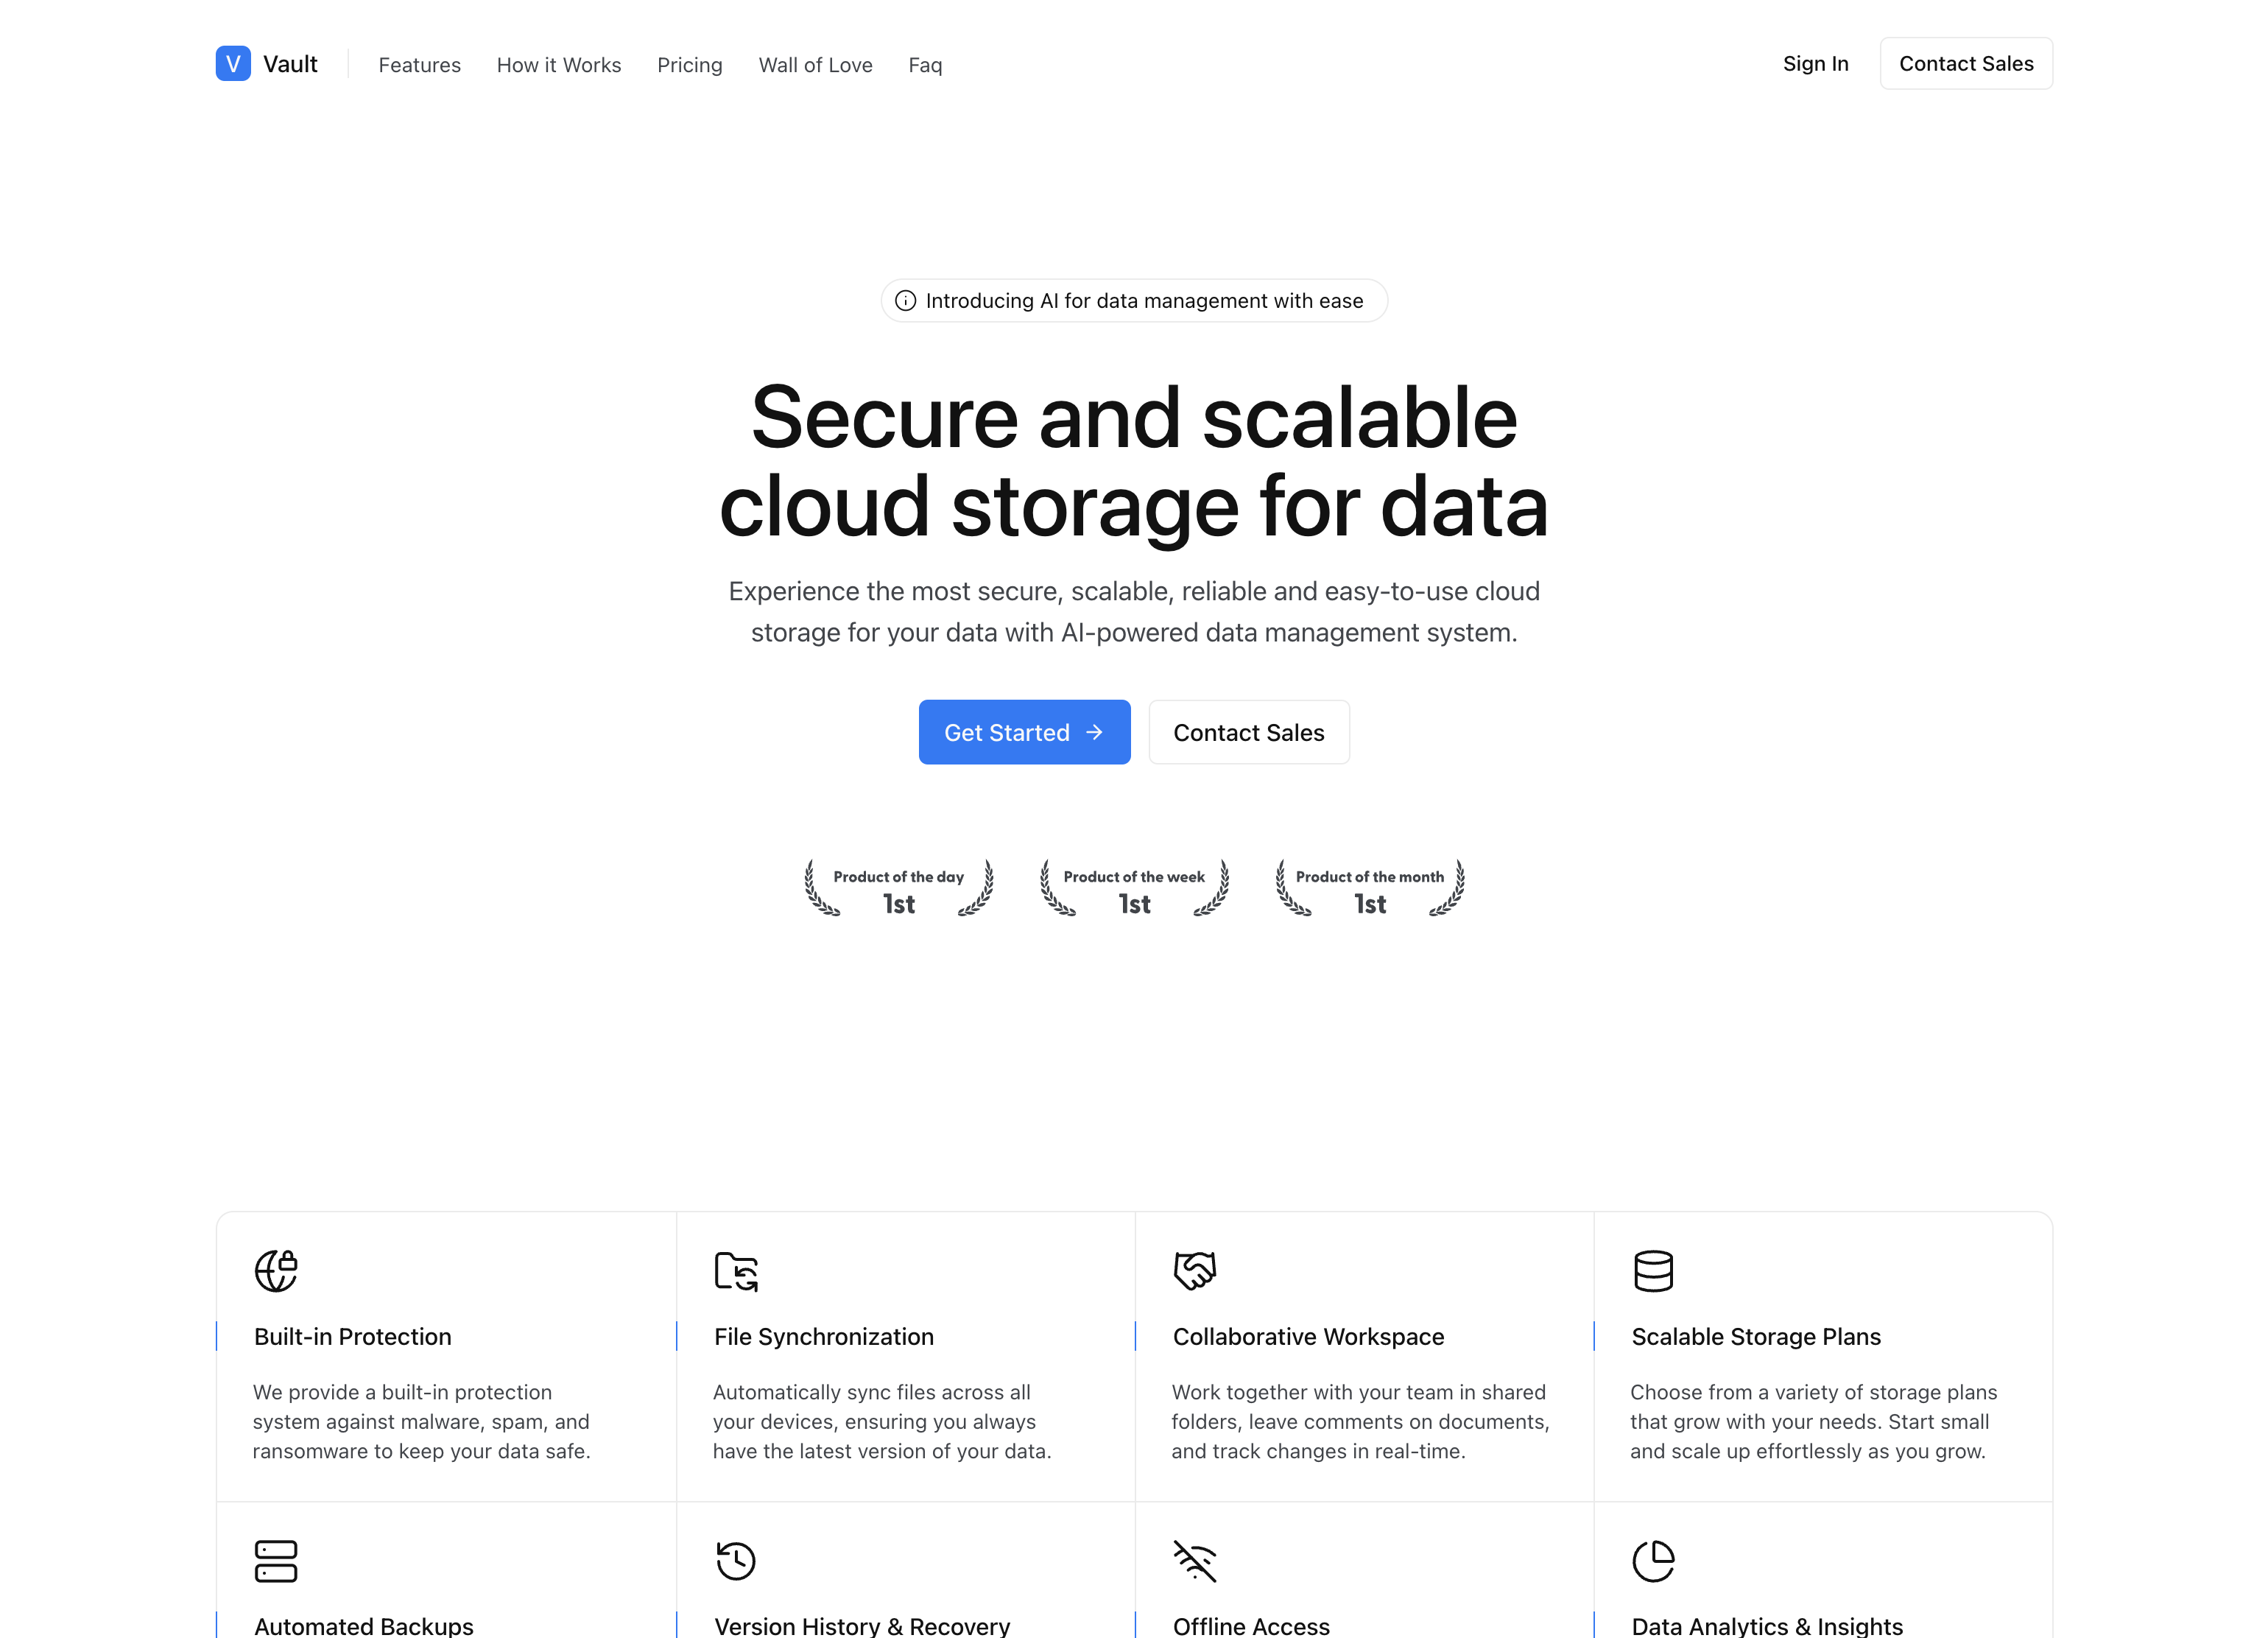 V Vault Features How it Works Pricing Wall of Love Faq Sign In Contact Sales
Introducing AI for data management with ease
Secure and scalable
cloud storage for data
Experience the most secure, scalable, reliable and easy-to-use cloud
storage for your data with AI-powered data management system.
Get Started → Contact Sales
Product of the day
1st
Product of the week
1st
Product of the month
1st
Built-in Protection
We provide a built-in protection
system against malware, spam, and
ransomware to keep your data safe.
File Synchronization
Automatically sync files across all
your devices, ensuring you always
have the latest version of your data.
Collaborative Workspace
Work together with your team in shared
folders, leave comments on documents,
and track changes in real-time.
Scalable Storage Plans
Choose from a variety of storage plans
that grow with your needs. Start small
and scale up effortlessly as you grow.
Automated Backups
Version History & Recovery
Offline Access
Data Analytics & Insights